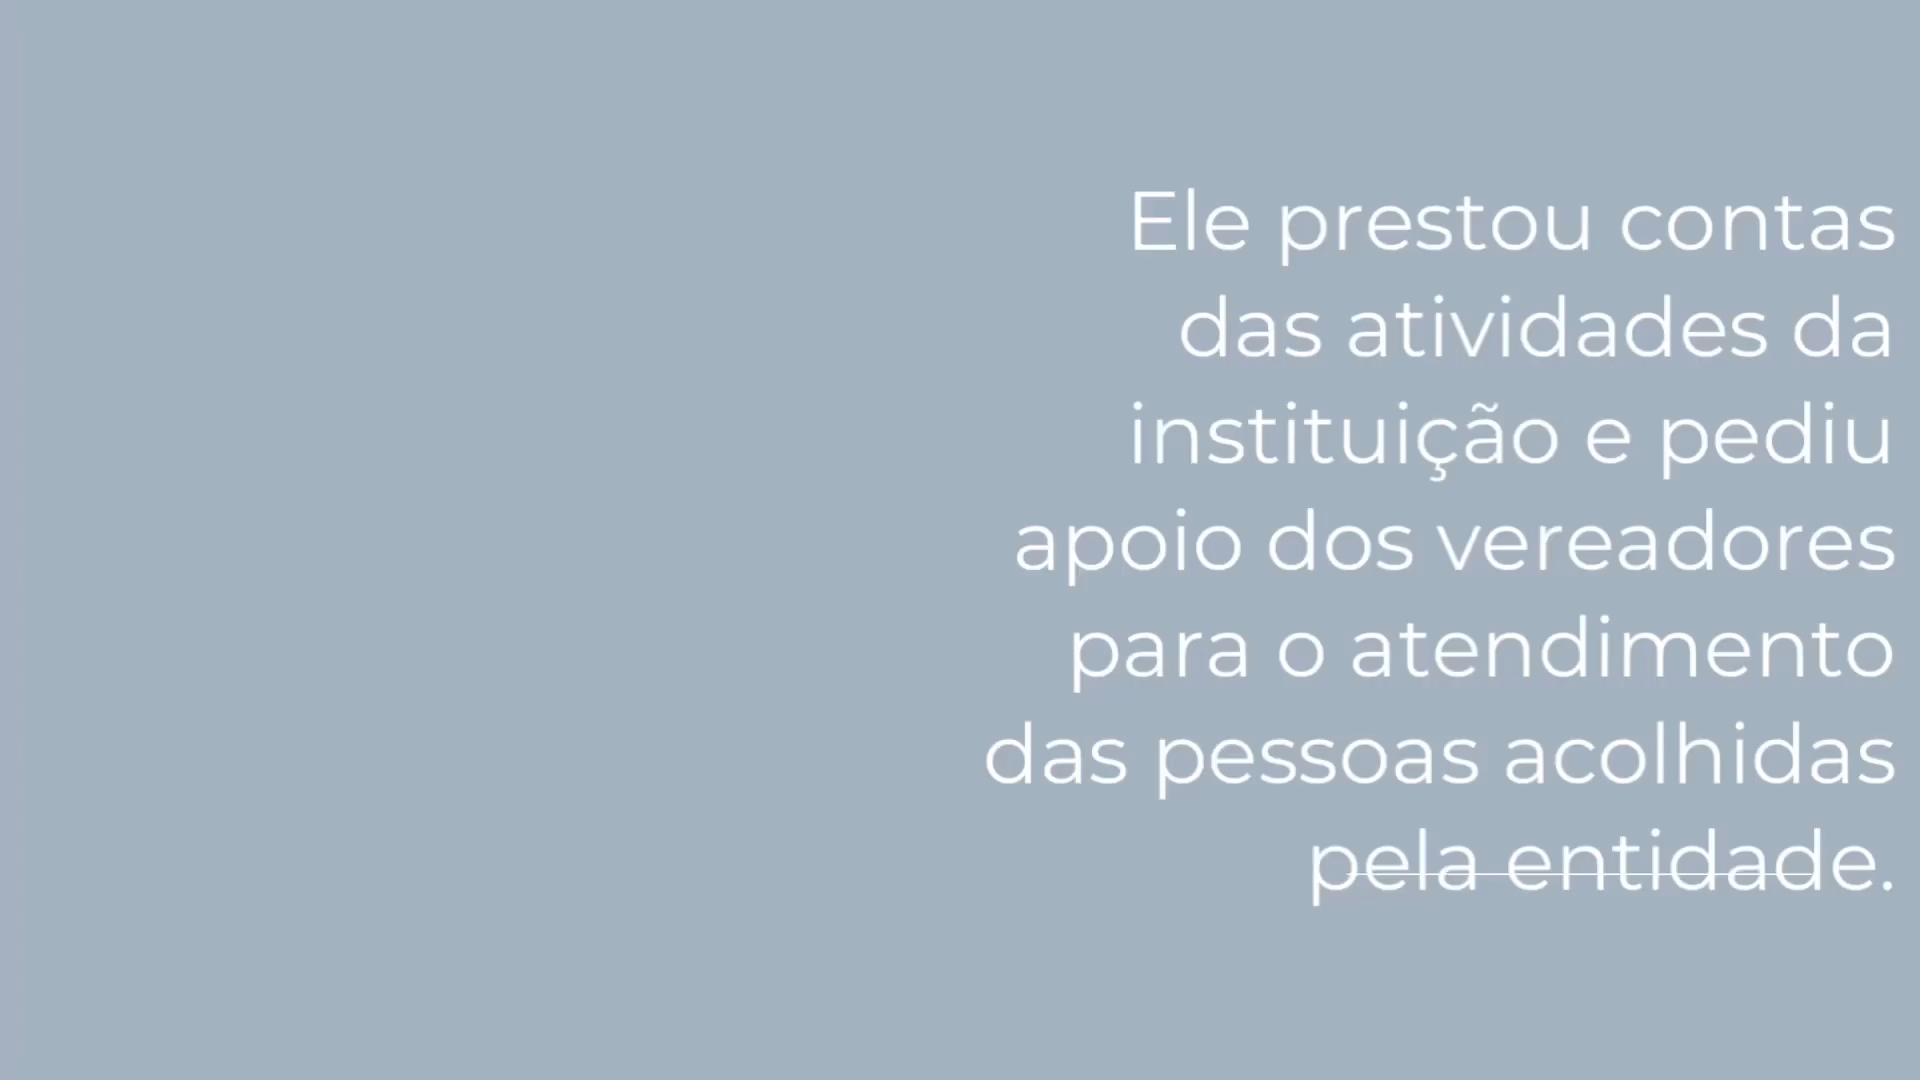 Ele prestou contas
das atividades da
instituição e pediu
apoio dos vereadores
para o atendimento
das pessoas acolhidas
pela entidade.